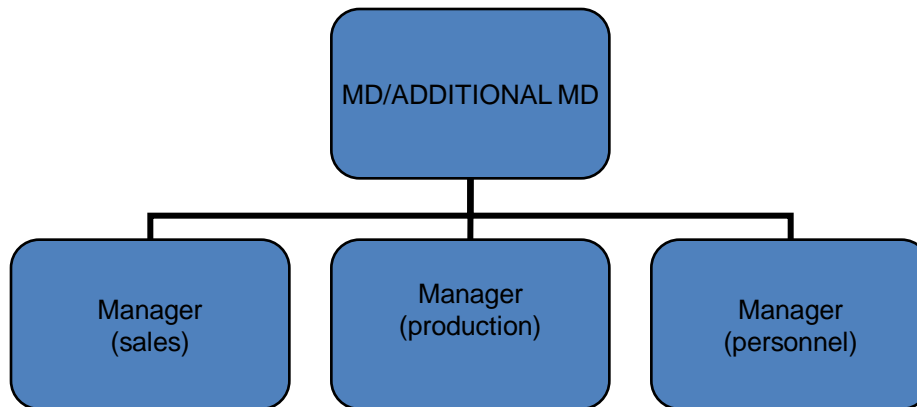 MD/ADDITIONAL MD
Manager
(sales)
Manager
(production)
Manager
(personnel)